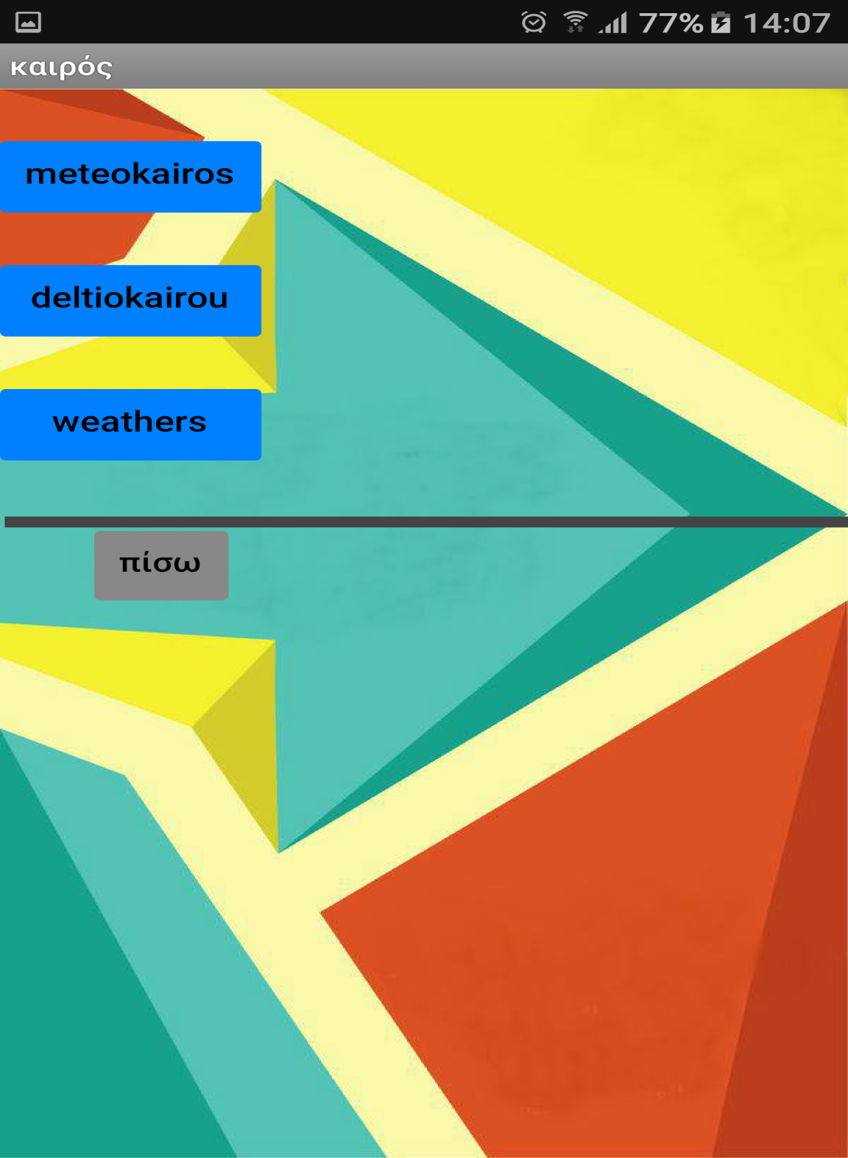 77% 14:07
καιρός
meteokairos
deltiokairou
weathers
πίσω